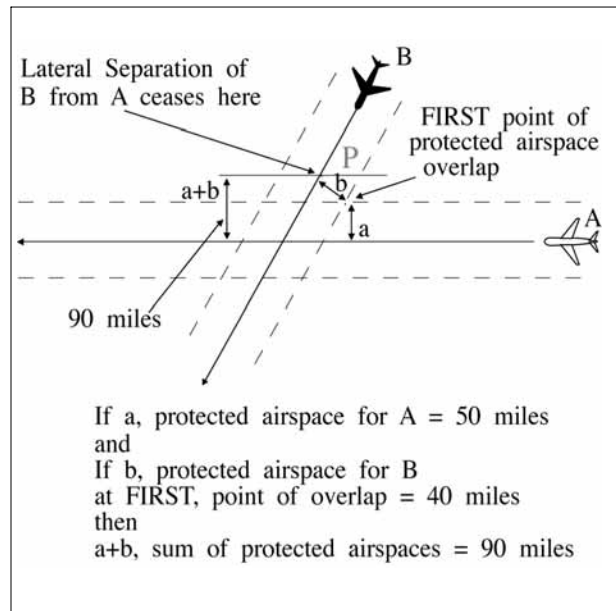 B
Lateral Separation of
B from A ceases here
FIRST point of
protected airspace
overlap
P
b
a+b
a
A
90 miles
If a, protected airspace for A = 50 miles
and
If b, protected airspace for B
at FIRST, point of overlap = 40 miles
then
a+b, sum of protected airspaces = 90 miles